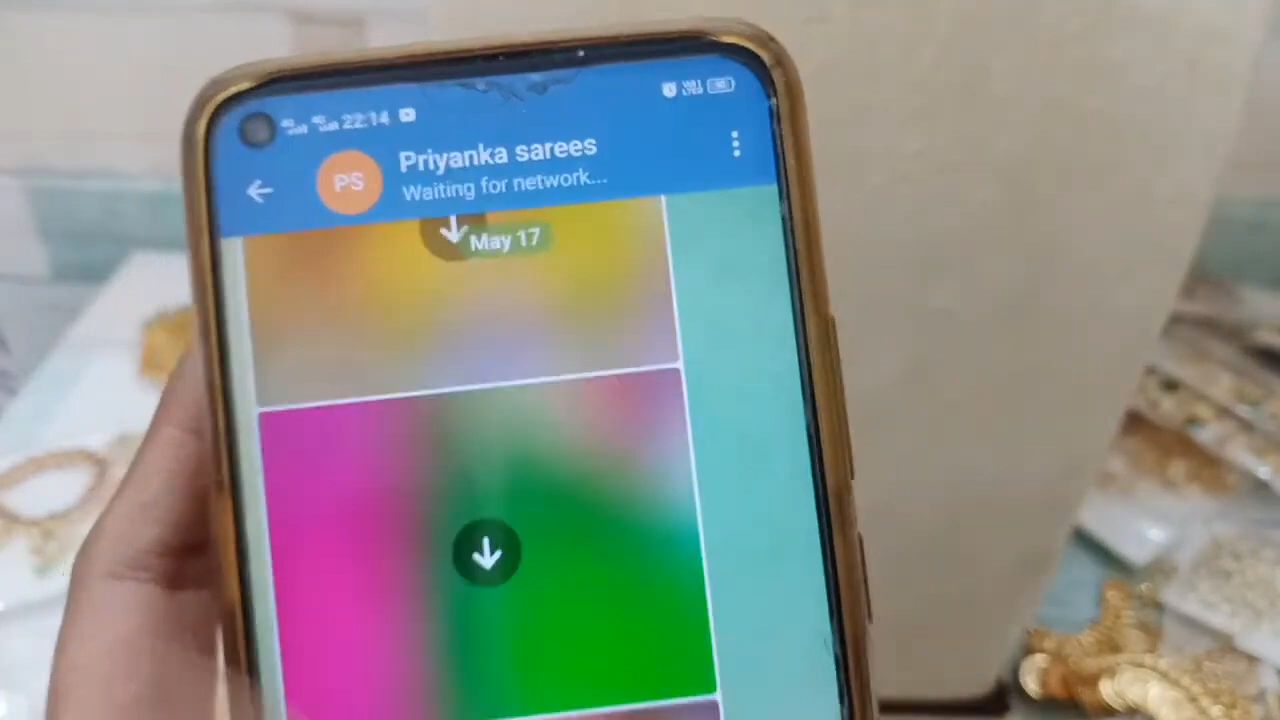 22:14
Priyanka sarees
PS
Waiting for network...
May 17